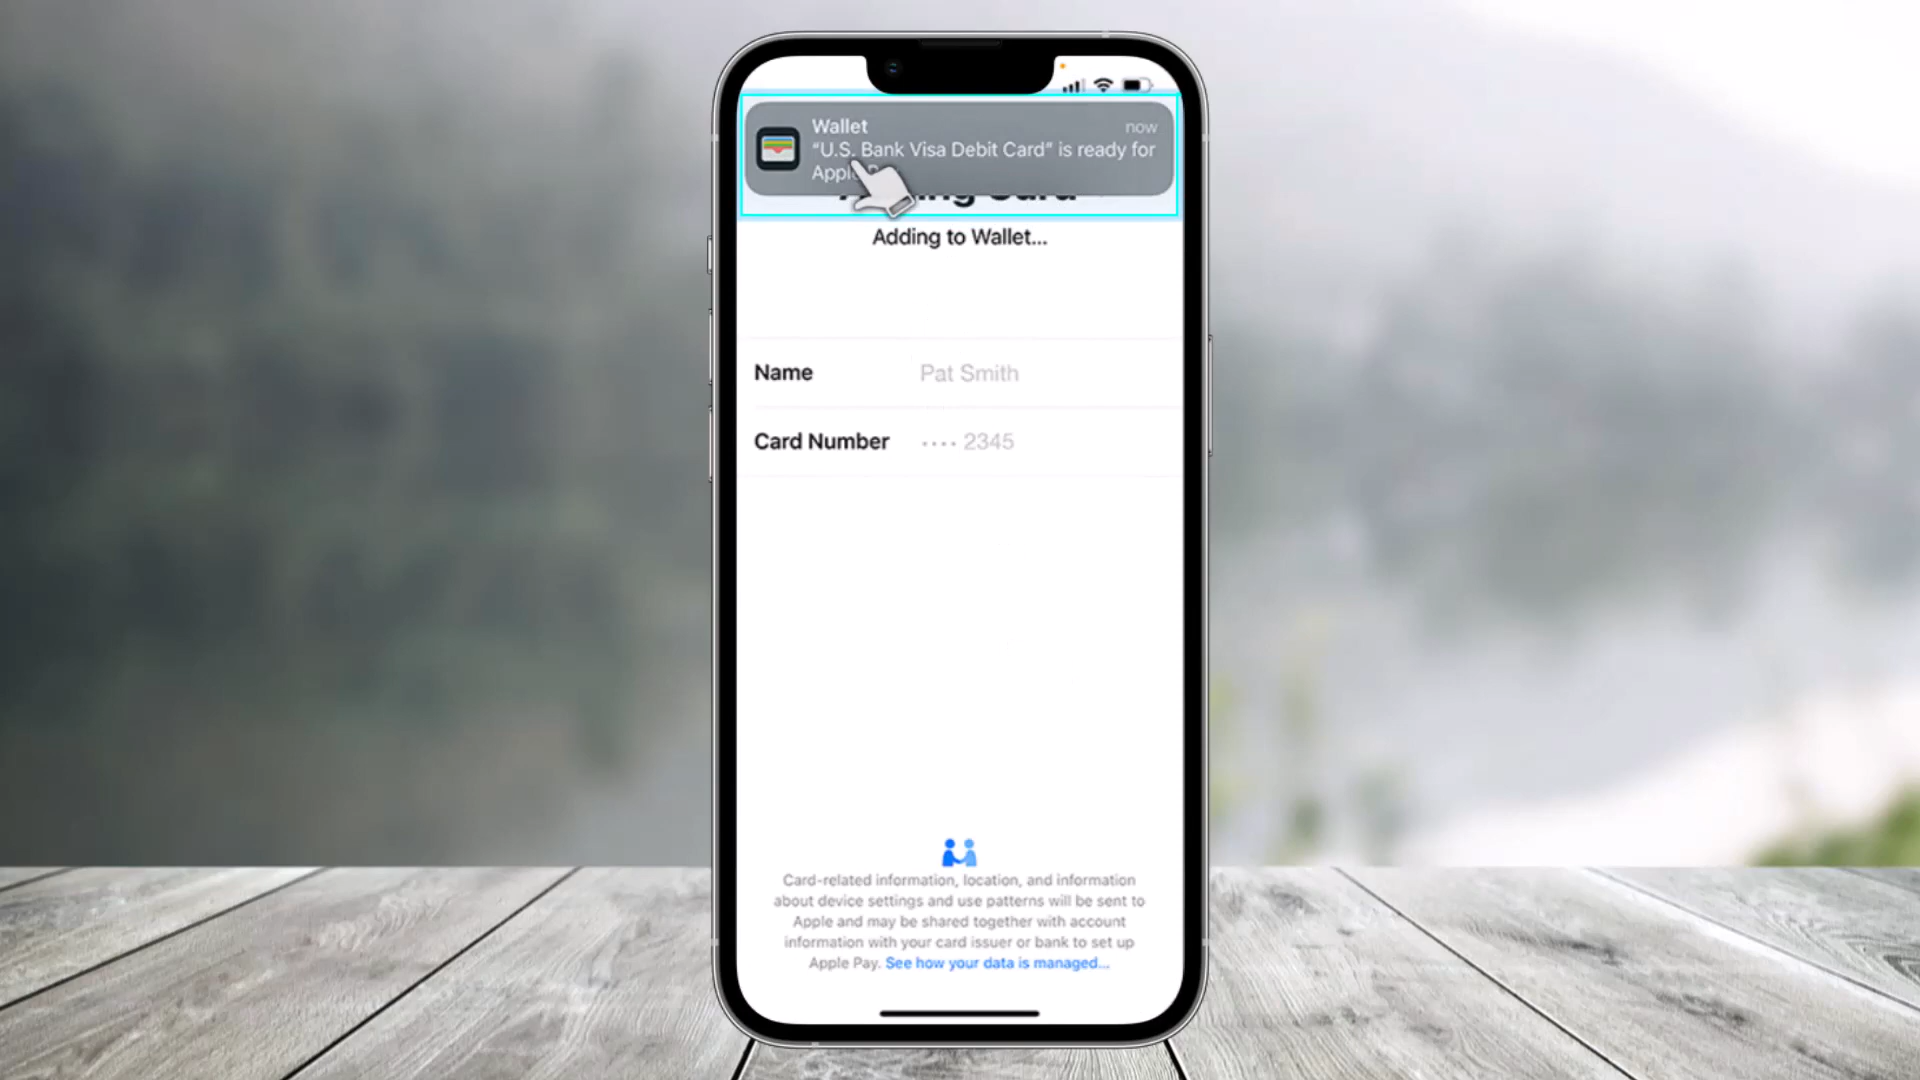 Wallet now
“U.S. Bank Visa Debit Card” is ready for
Adding to Wallet...
Name Pat Smith
Card Number •••• 2345
Card-related information, location, and information
about device settings and use patterns will be sent to
Apple and may be shared together with account
information with your card issuer or bank to set up
Apple Pay. See how your data is managed...